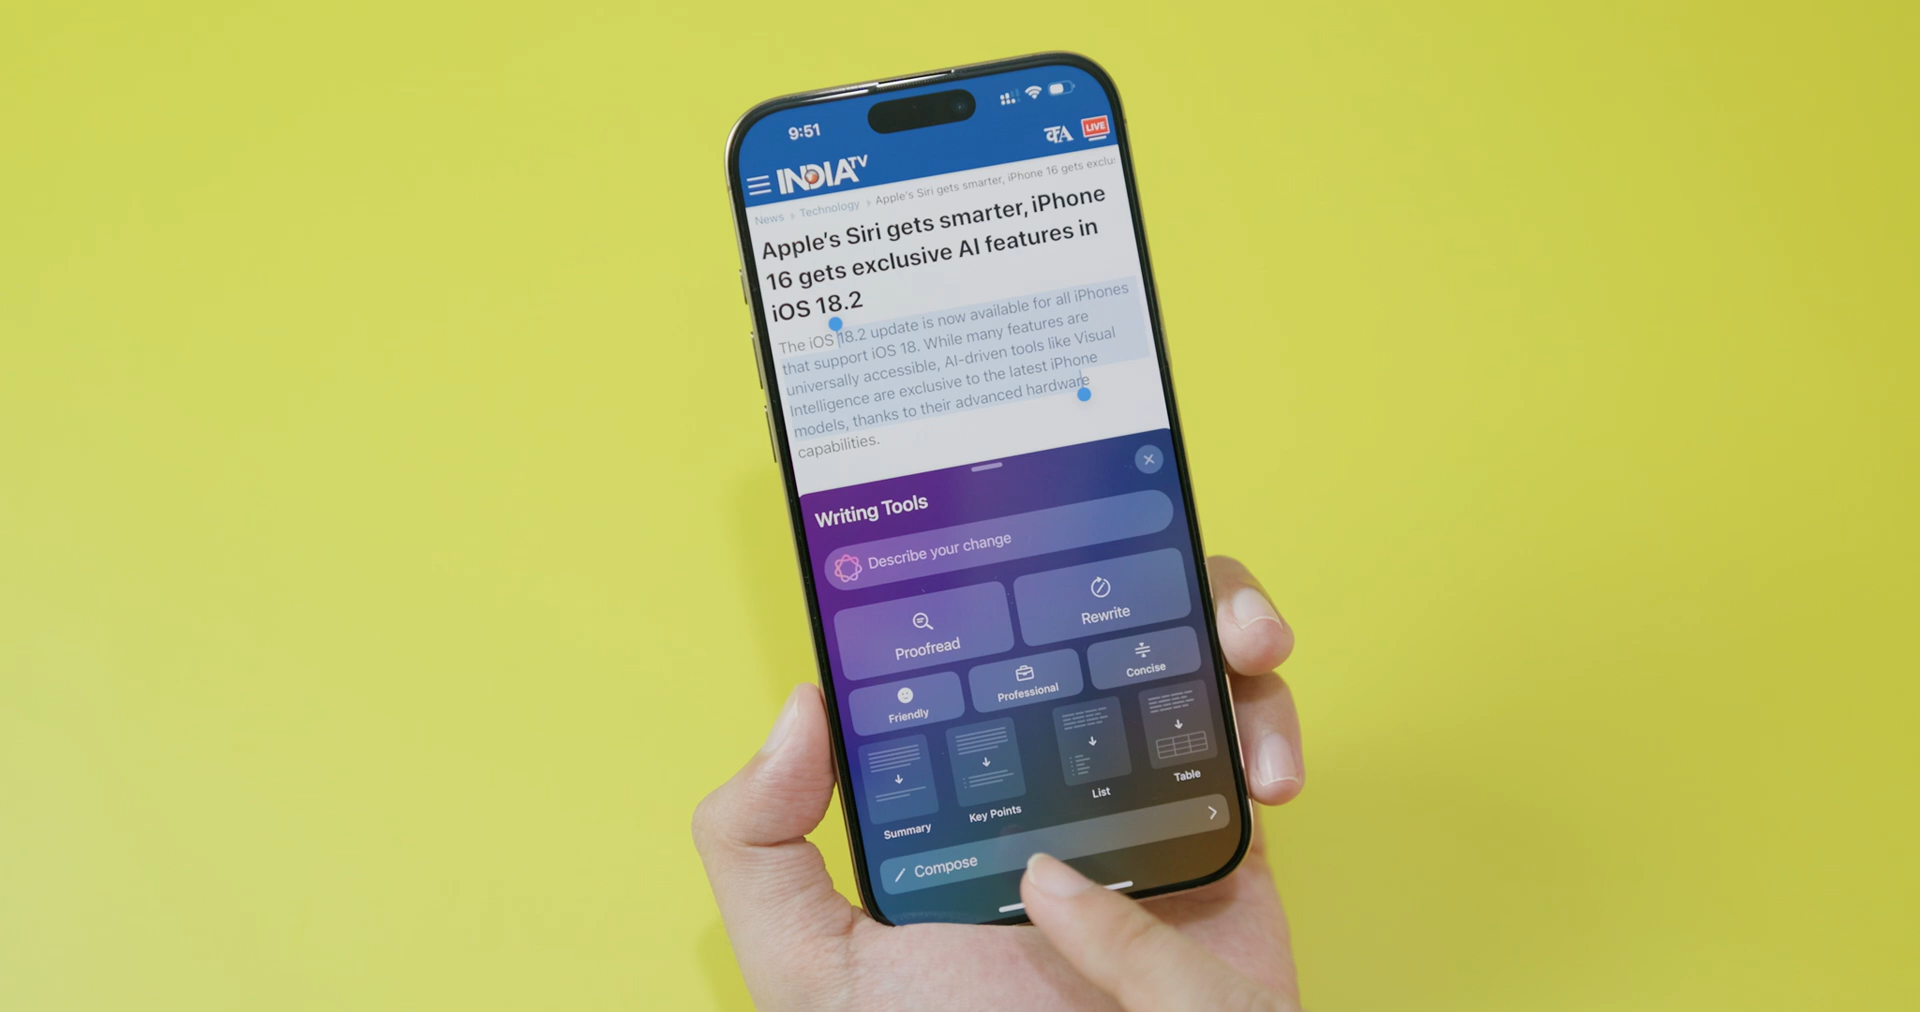 9:51
INDIA TV
LIVE
News › Technology › Apple's Siri gets smarter, iPhone 16 gets exclu
Apple's Siri gets smarter, iPhone
16 gets exclusive AI features in
iOS 18.2
The iOS 18.2 update is now available for all iPhones
that support iOS 18. While many features are
universally accessible, AI-driven tools like Visual
Intelligence are exclusive to the latest iPhone
models, thanks to their advanced hardware
capabilities.
Writing Tools
Describe your change
Proofread
Rewrite
Friendly
Professional
Concise
Summary
Key Points
List
Table
Compose